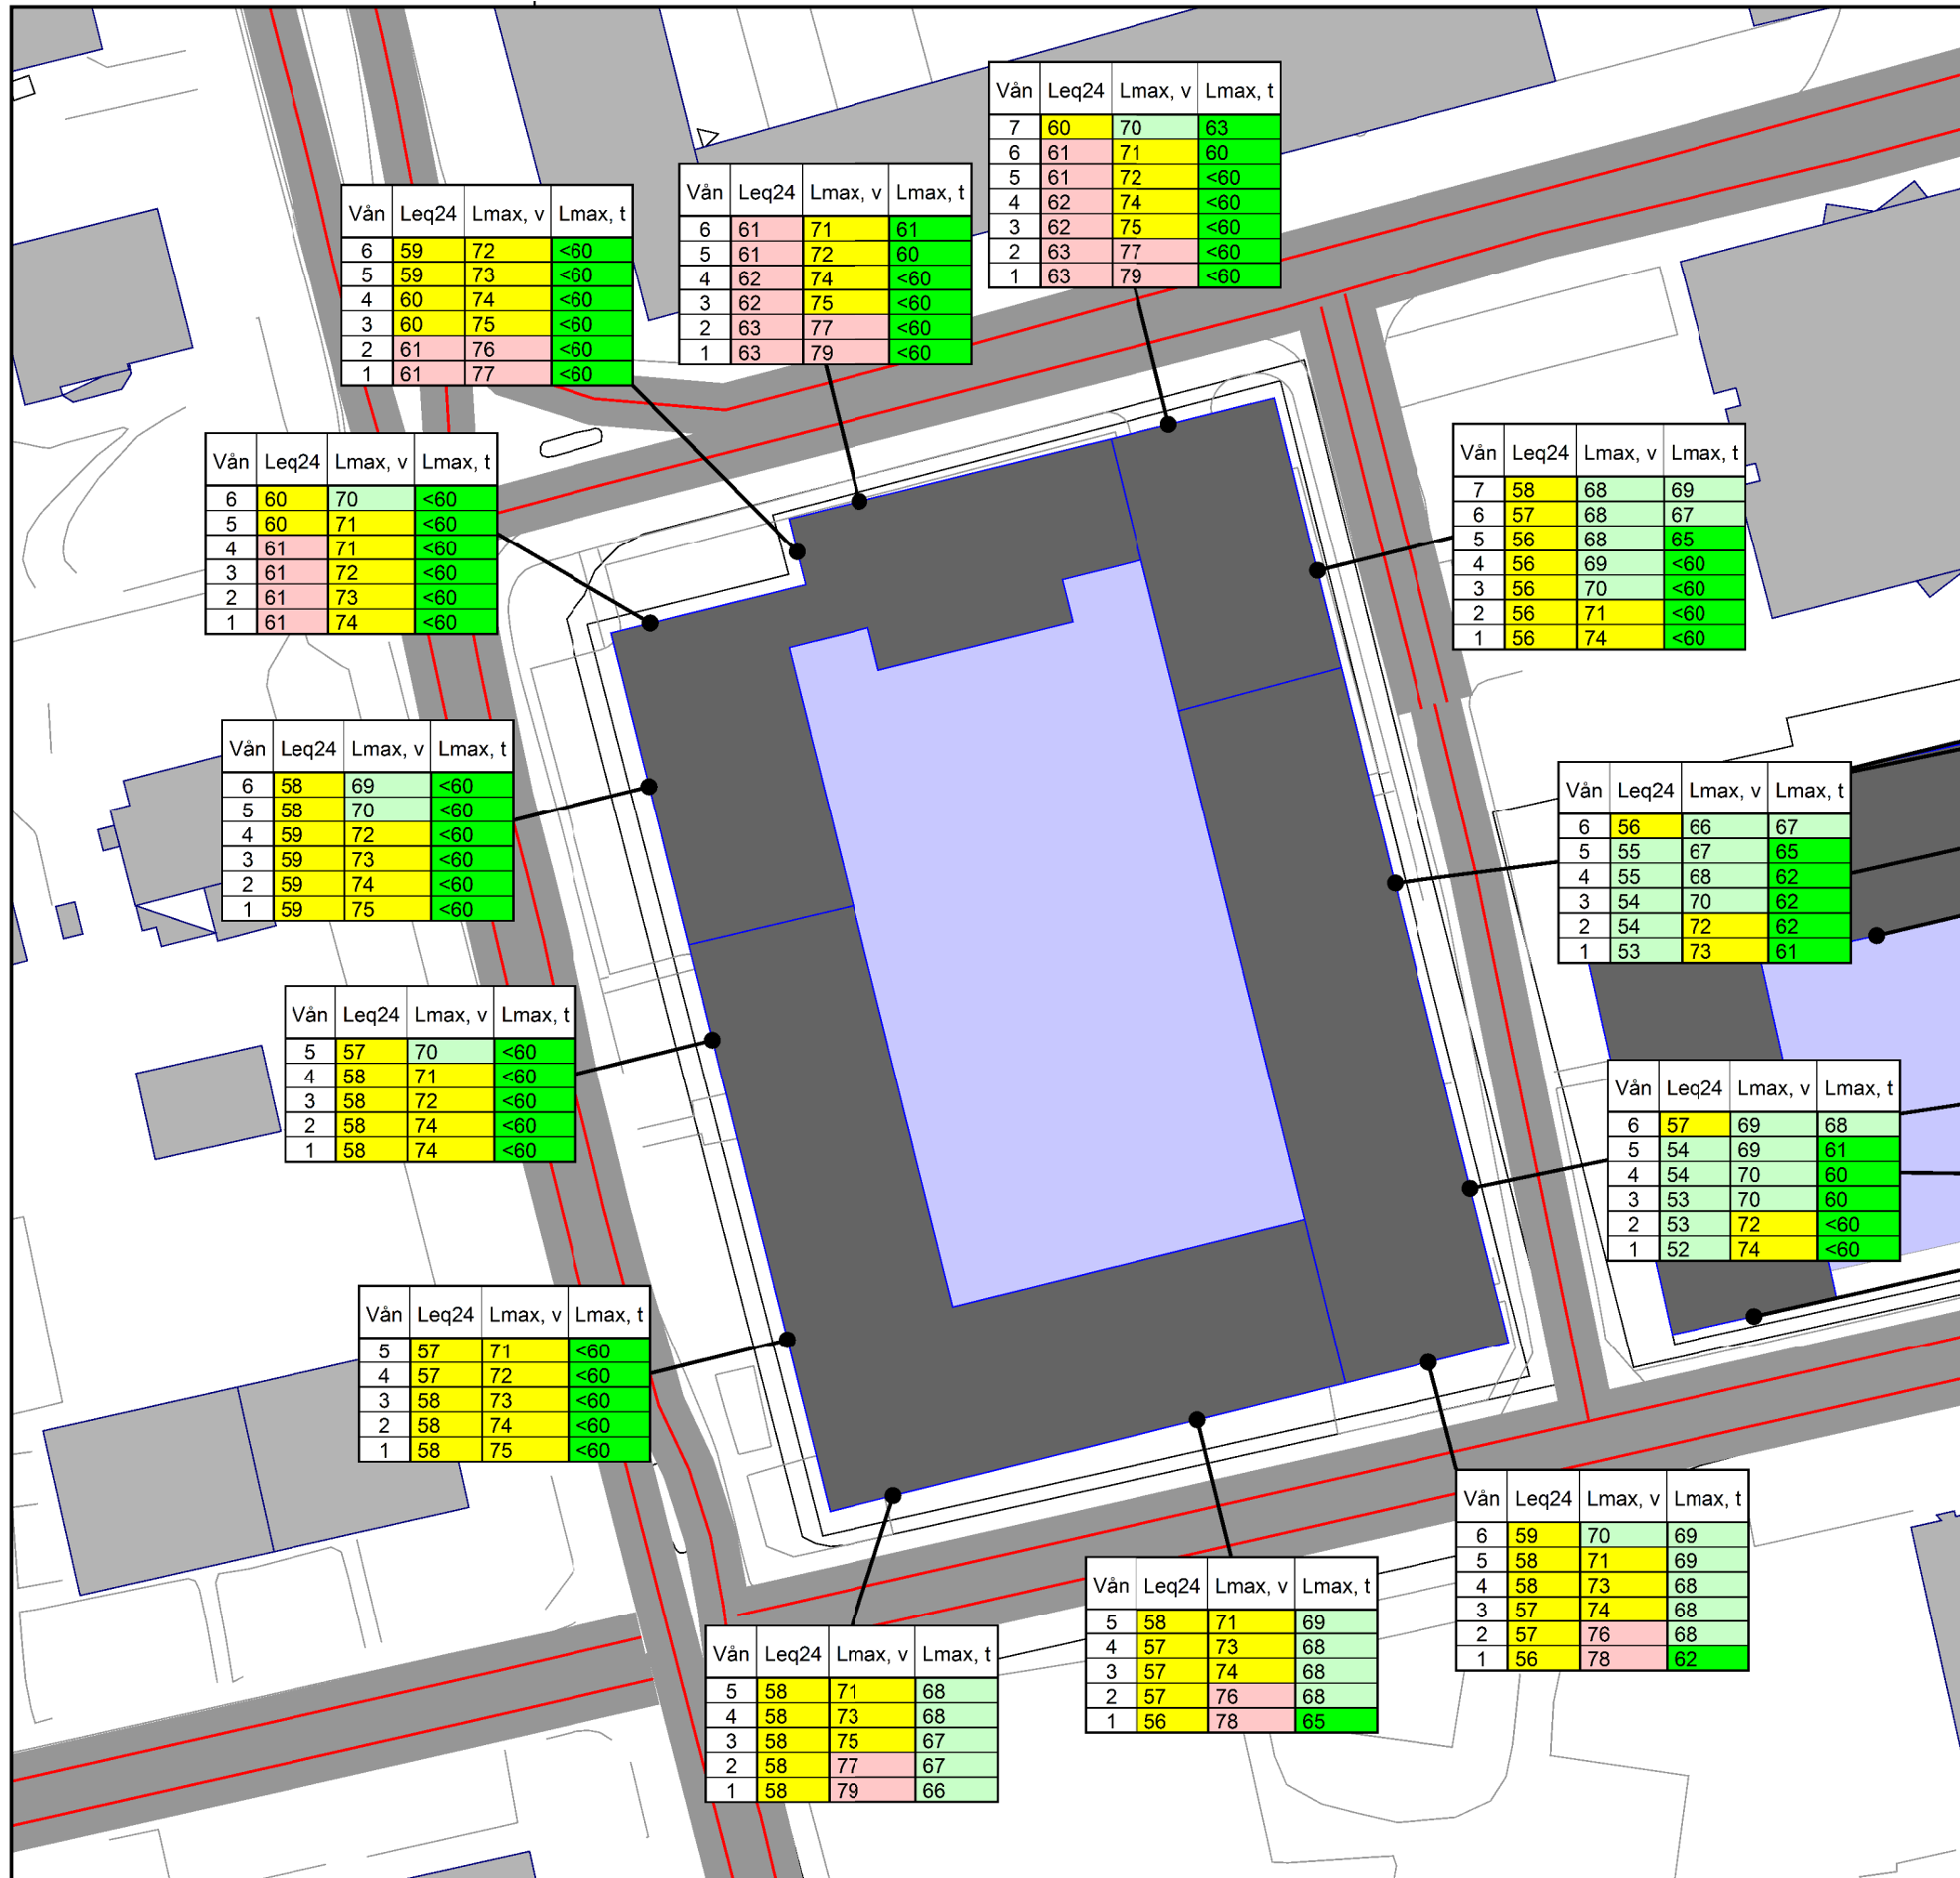 Vån Leq24 Lmax, v Lmax, t
7 60 70 63
6 61 71 60
5 61 72 <60
4 62 74 <60
3 62 75 <60
2 63 77 <60
1 63 79 <60
Vån Leq24 Lmax, v Lmax, t
6 61 71 61
5 61 72 60
4 62 74 <60
3 62 75 <60
2 63 77 <60
1 63 79 <60
Vån Leq24 Lmax, v Lmax, t
6 59 72 <60
5 59 73 <60
4 60 74 <60
3 60 75 <60
2 61 76 <60
1 61 77 <60
Vån Leq24 Lmax, v Lmax, t
6 60 70 <60
5 60 71 <60
4 61 71 <60
3 61 72 <60
2 61 73 <60
1 61 74 <60
Vån Leq24 Lmax, v Lmax, t
7 58 68 69
6 57 68 67
5 56 68 65
4 56 69 <60
3 56 70 <60
2 56 71 <60
1 56 74 <60
Vån Leq24 Lmax, v Lmax, t
6 58 69 <60
5 58 70 <60
4 59 72 <60
3 59 73 <60
2 59 74 <60
1 59 75 <60
Vån Leq24 Lmax, v Lmax, t
6 56 66 67
5 55 67 65
4 55 68 62
3 54 70 62
2 54 72 62
1 53 73 61
Vån Leq24 Lmax, v Lmax, t
5 57 70 <60
4 58 71 <60
3 58 72 <60
2 58 74 <60
1 58 74 <60
Vån Leq24 Lmax, v Lmax, t
6 57 69 68
5 54 69 61
4 54 70 60
3 53 70 60
2 53 72 <60
1 52 74 <60
Vån Leq24 Lmax, v Lmax, t
5 57 71 <60
4 57 72 <60
3 58 73 <60
2 58 74 <60
1 58 75 <60
Vån Leq24 Lmax, v Lmax, t
6 59 70 69
5 58 71 69
4 58 73 68
3 57 74 68
2 57 76 68
1 56 78 62
Vån Leq24 Lmax, v Lmax, t
5 58 71 69
4 57 73 68
3 57 74 68
2 57 76 68
1 56 78 65
Vån Leq24 Lmax, v Lmax, t
5 58 71 68
4 58 73 68
3 58 75 67
2 58 77 67
1 58 79 66